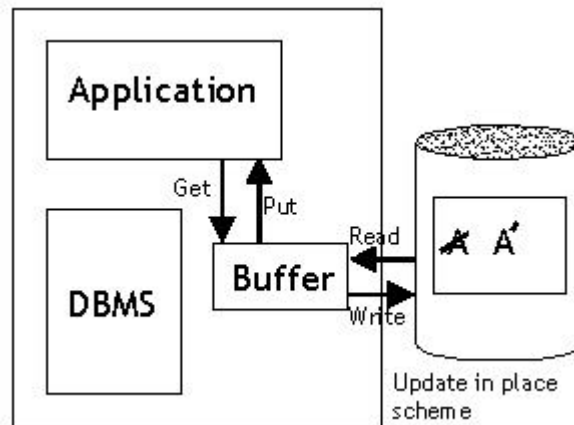 Application
Get
Put
DBMS
Buffer
Read
Write
A A'
Update in place
scheme